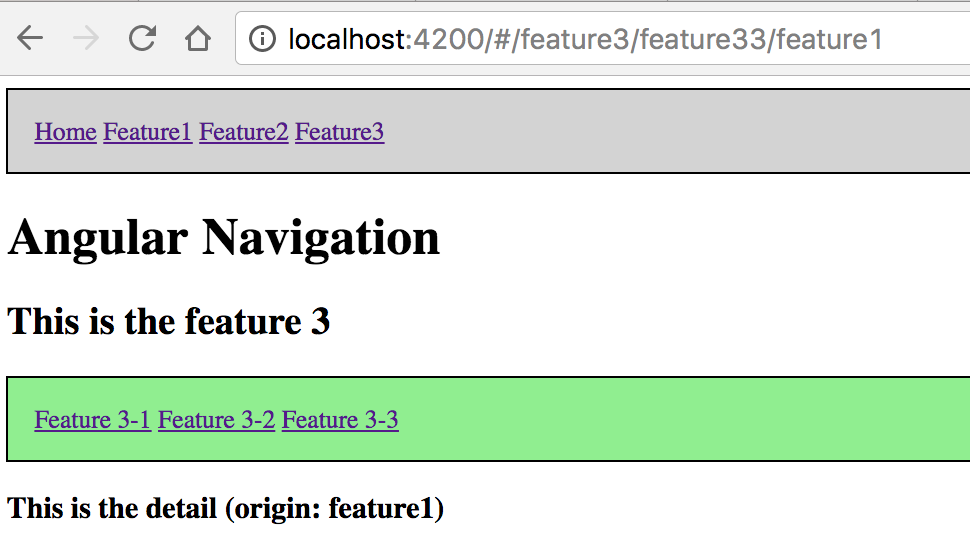 localhost:4200/#/feature3/feature33/feature1
Home Feature1 Feature2 Feature3
Angular Navigation
This is the feature 3
Feature 3-1 Feature 3-2 Feature 3-3
This is the detail (origin: feature1)